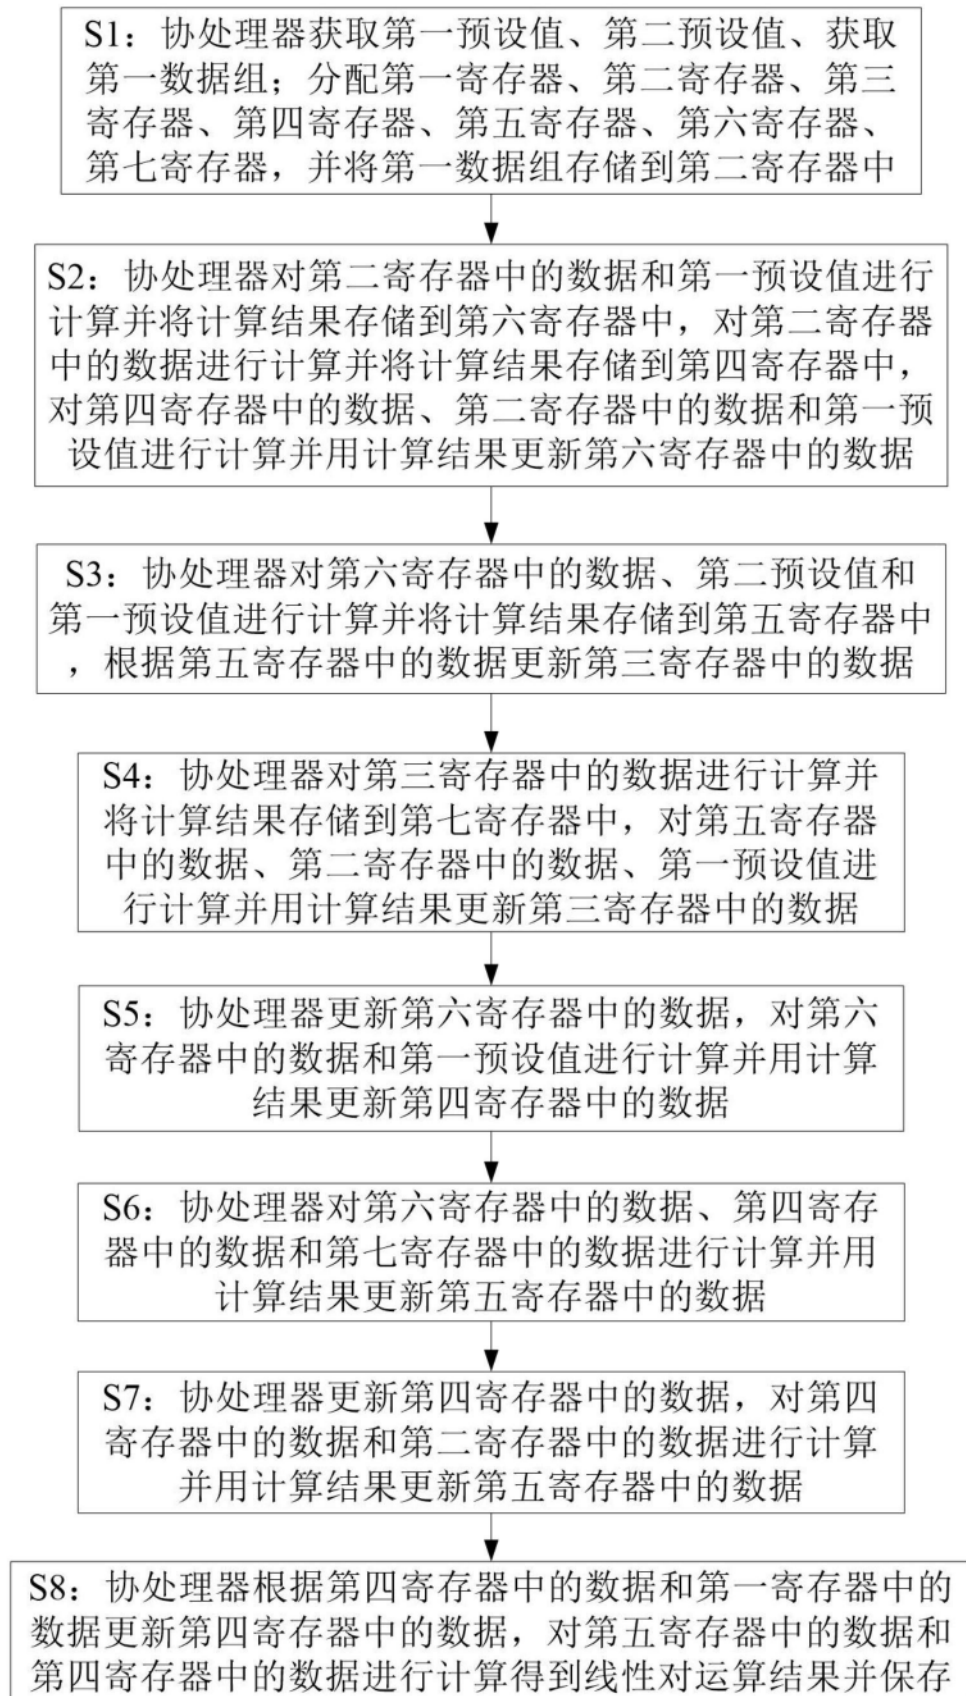 S1：协处理器获取第一预设值、第二预设值、获取
第一数据组；分配第一寄存器、第二寄存器、第三
寄存器、第四寄存器、第五寄存器、第六寄存器、
第七寄存器，并将第一数据组存储到第二寄存器中
S2：协处理器对第二寄存器中的数据和第一预设值进行
计算并将计算结果存储到第六寄存器中，对第二寄存器
中的数据进行计算并将计算结果存储到第四寄存器中，
对第四寄存器中的数据、第二寄存器中的数据和第一预
设值进行计算并用计算结果更新第六寄存器中的数据
S3：协处理器对第六寄存器中的数据、第二预设值和
第一预设值进行计算并将计算结果存储到第五寄存器中
，根据第五寄存器中的数据更新第三寄存器中的数据
S4：协处理器对第三寄存器中的数据进行计算并
将计算结果存储到第七寄存器中，对第五寄存器
中的数据、第二寄存器中的数据、第一预设值进
行计算并用计算结果更新第三寄存器中的数据
S5：协处理器更新第六寄存器中的数据，对第六
寄存器中的数据和第一预设值进行计算并用计算
结果更新第四寄存器中的数据
S6：协处理器对第六寄存器中的数据、第四寄存
器中的数据和第七寄存器中的数据进行计算并用
计算结果更新第五寄存器中的数据
S7：协处理器更新第四寄存器中的数据，对第四
寄存器中的数据和第二寄存器中的数据进行计算
并用计算结果更新第五寄存器中的数据
S8：协处理器根据第四寄存器中的数据和第一寄存器中的
数据更新第四寄存器中的数据，对第五寄存器中的数据和
第四寄存器中的数据进行计算得到线性对运算结果并保存